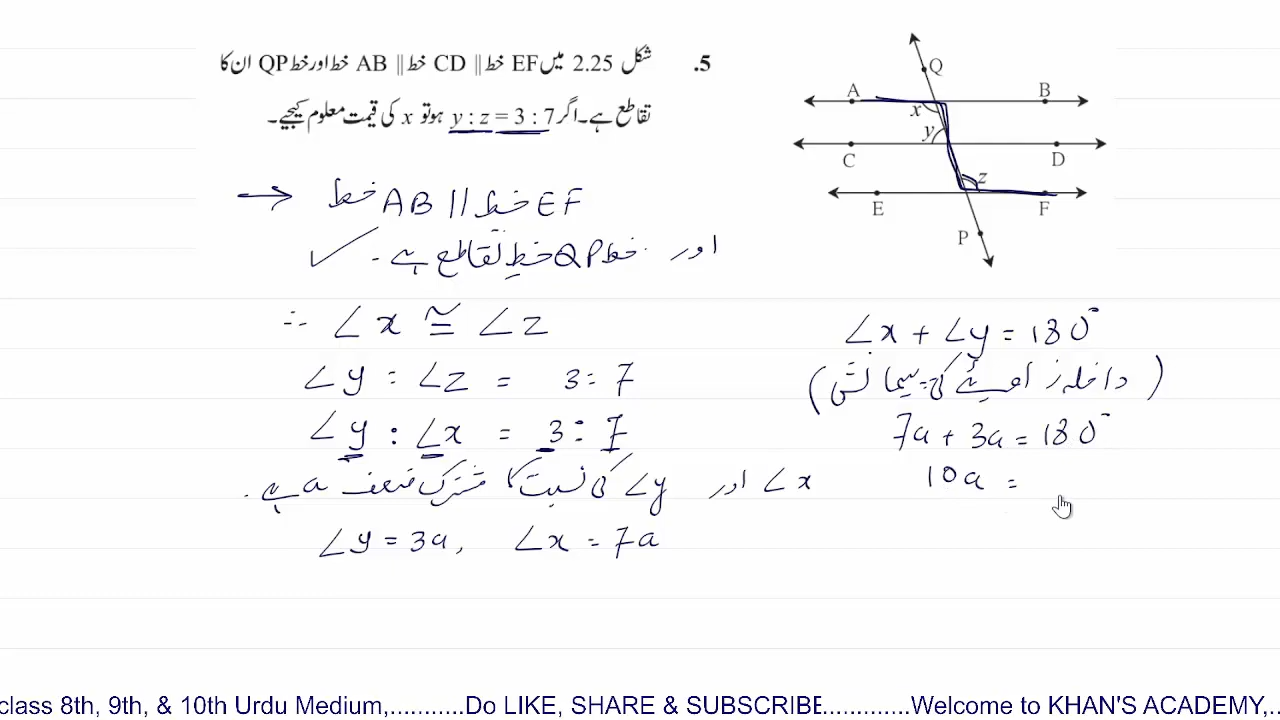 5. شکل 2.25 میں EF خط || CD خط || AB خط اور خط QP ان کا
تقاطع ہے۔ اگر y : z = 3 : 7 ہو تو x کی قیمت معلوم کیجیے۔
Q
A B
x
y
C D
z
E F
P
→ خط AB || خط EF
اور خط QP خطِ تقاطع ہے۔ ✓
∴ ∠x ≅ ∠z
∠y : ∠z = 3 : 7
∠y : ∠x = 3 : 7
∠x اور ∠y کی نسبت کا مشترک ضعف a ہے۔
∠y = 3a, ∠x = 7a
∠x + ∠y = 180°
(داخلہ زاویے کی پیمائش)
7a + 3a = 180°
10a =
class 8th, 9th, & 10th Urdu Medium,..........Do LIKE, SHARE & SUBSCRIBE.............Welcome to KHAN'S ACADEMY,..